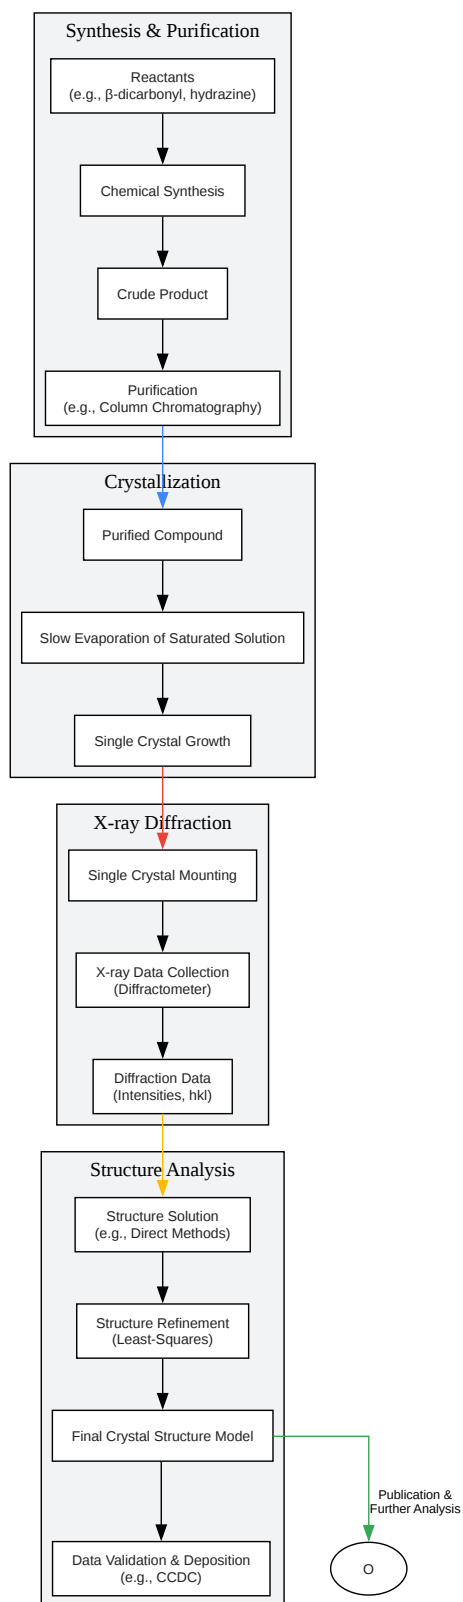 Synthesis & Purification
Reactants
(e.g., β-dicarbonyl, hydrazine)
Chemical Synthesis
Crude Product
Purification
(e.g., Column Chromatography)
Crystallization
Purified Compound
Slow Evaporation of Saturated Solution
Single Crystal Growth
X-ray Diffraction
Single Crystal Mounting
X-ray Data Collection
(Diffractometer)
Diffraction Data
(Intensities, hkl)
Structure Analysis
Structure Solution
(e.g., Direct Methods)
Structure Refinement
(Least-Squares)
Final Crystal Structure Model
Publication &
Further Analysis
Data Validation & Deposition
(e.g., CCDC)
O